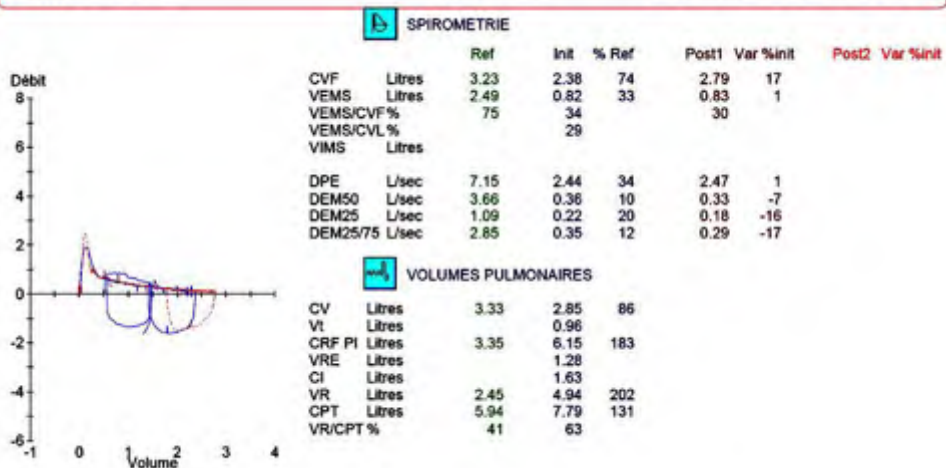 SPIROMETRIE
Ref Init % Ref Post1 Var %init Post2 Var %init
CVF Litres 3.23 2.38 74 2.79 17
VEMS Litres 2.49 0.82 33 0.83 1
VEMS/CVF % 75 34 30
VEMS/CVL % 29
VIMS Litres
DPE L/sec 7.15 2.44 34 2.47 1
DEM50 L/sec 3.66 0.36 10 0.33 -7
DEM25 L/sec 1.09 0.22 20 0.18 -16
DEM25/75 L/sec 2.85 0.35 12 0.29 -17
VOLUMES PULMONAIRES
CV Litres 3.33 2.85 86
Vt Litres 0.96
CRF Pl Litres 3.35 6.15 183
VRE Litres 1.28
CI Litres 1.63
VR Litres 2.45 4.94 202
CPT Litres 5.94 7.79 131
VR/CPT % 41 63
Débit
8
6
4
2
0
-2
-4
-6
-1 0 1 2 3 4
Volume